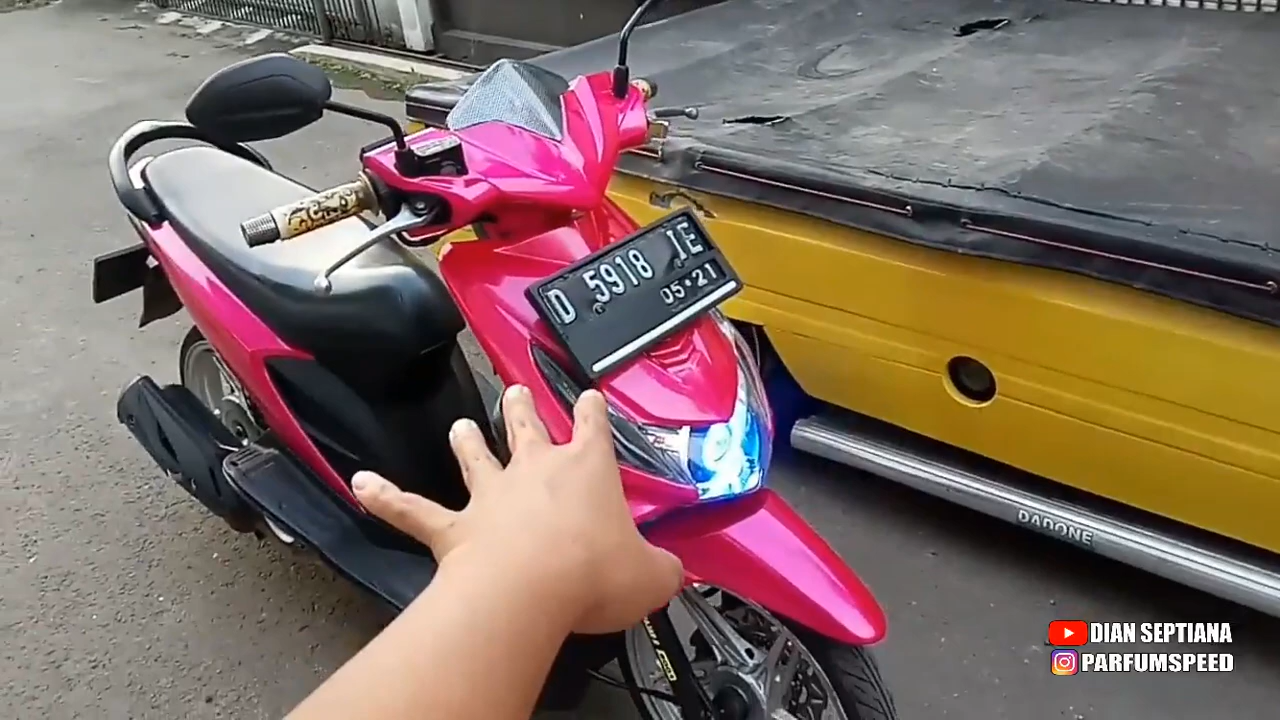 D 5918 IE
05•21
DADONE
DIAN SEPTIANA
PARFUMSPEED